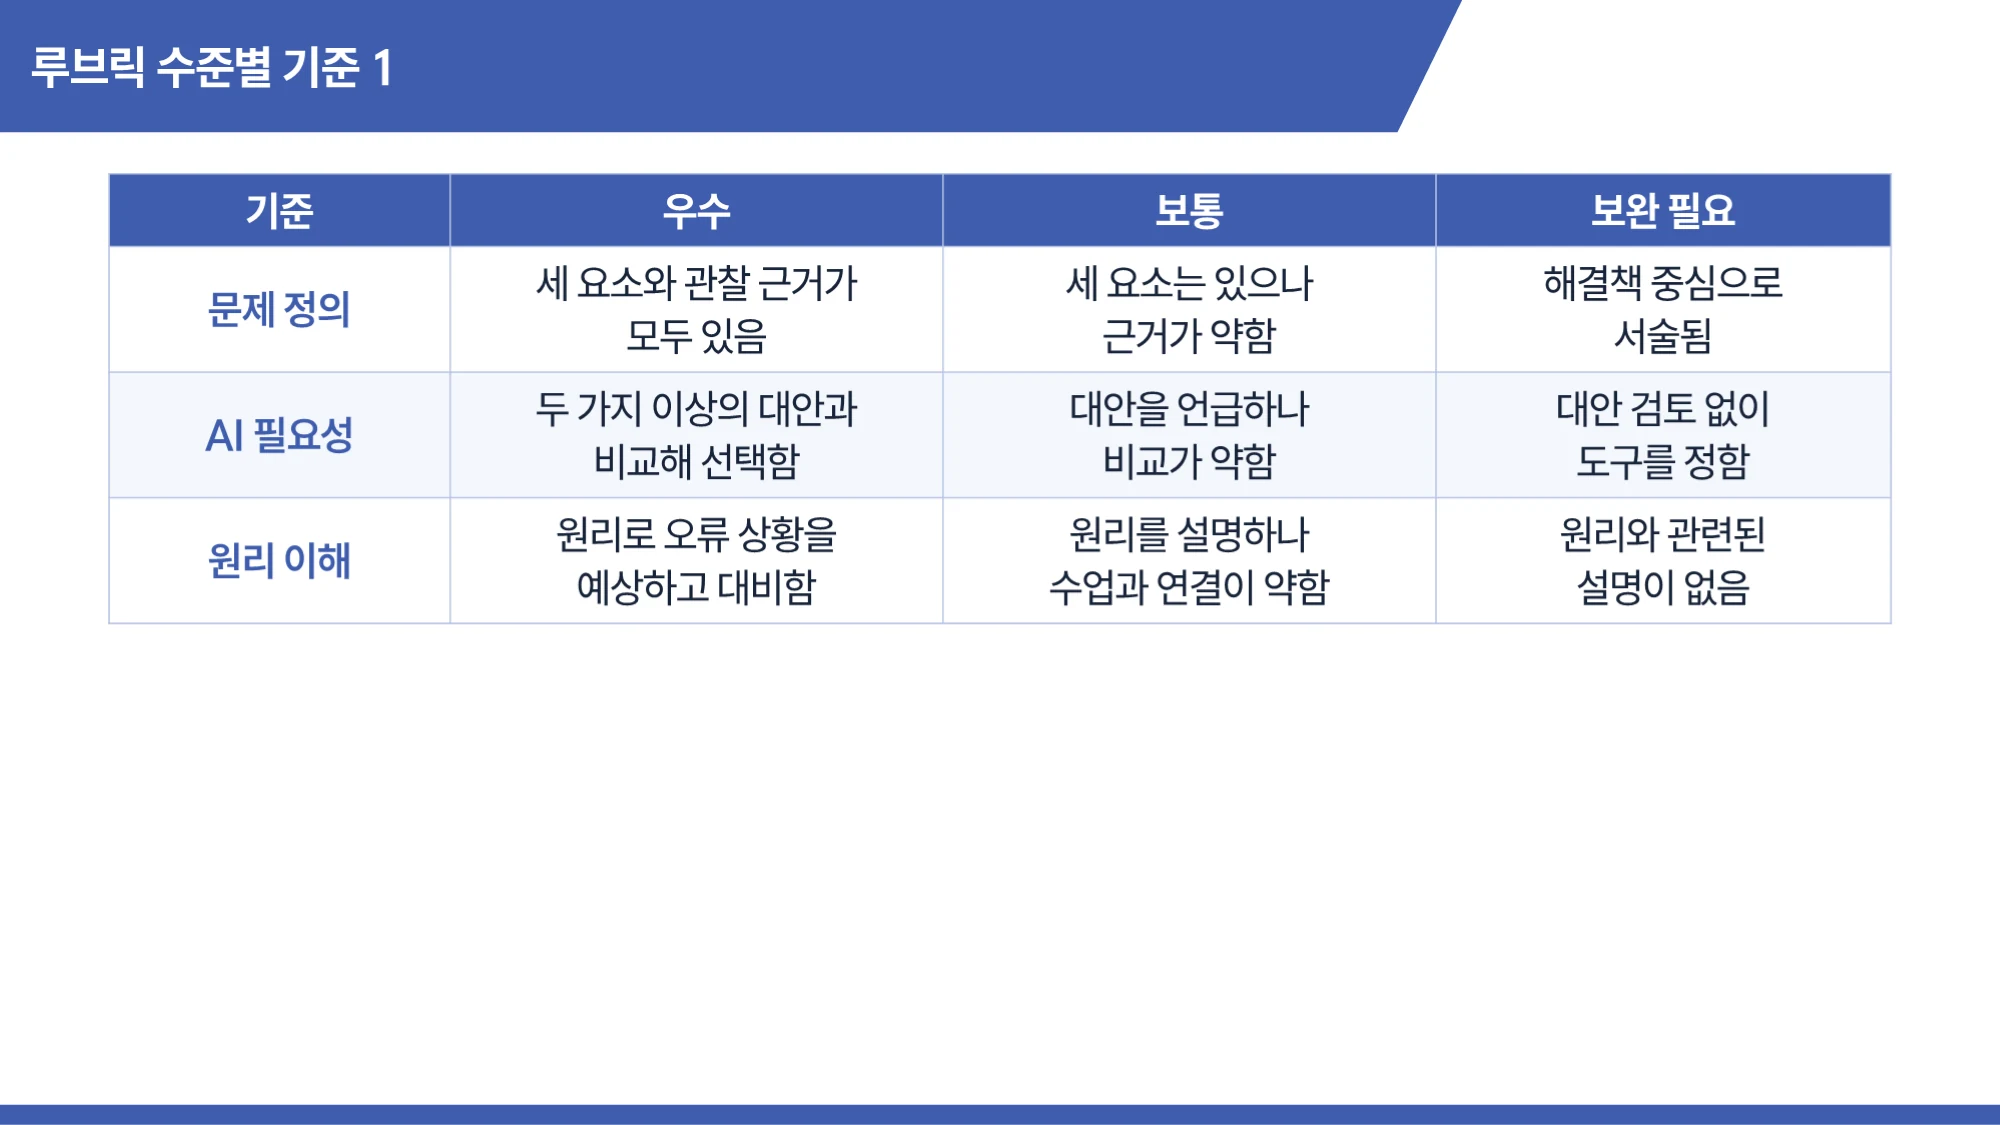 루브릭 수준별 기준 1
기준 우수 보통 보완 필요
문제 정의
세 요소와 관찰 근거가
모두 있음
세 요소는 있으나
근거가 약함
해결책 중심으로
서술됨
AI 필요성
두 가지 이상의 대안과
비교해 선택함
대안을 언급하나
비교가 약함
대안 검토 없이
도구를 정함
원리 이해
원리로 오류 상황을
예상하고 대비함
원리를 설명하나
수업과 연결이 약함
원리와 관련된
설명이 없음